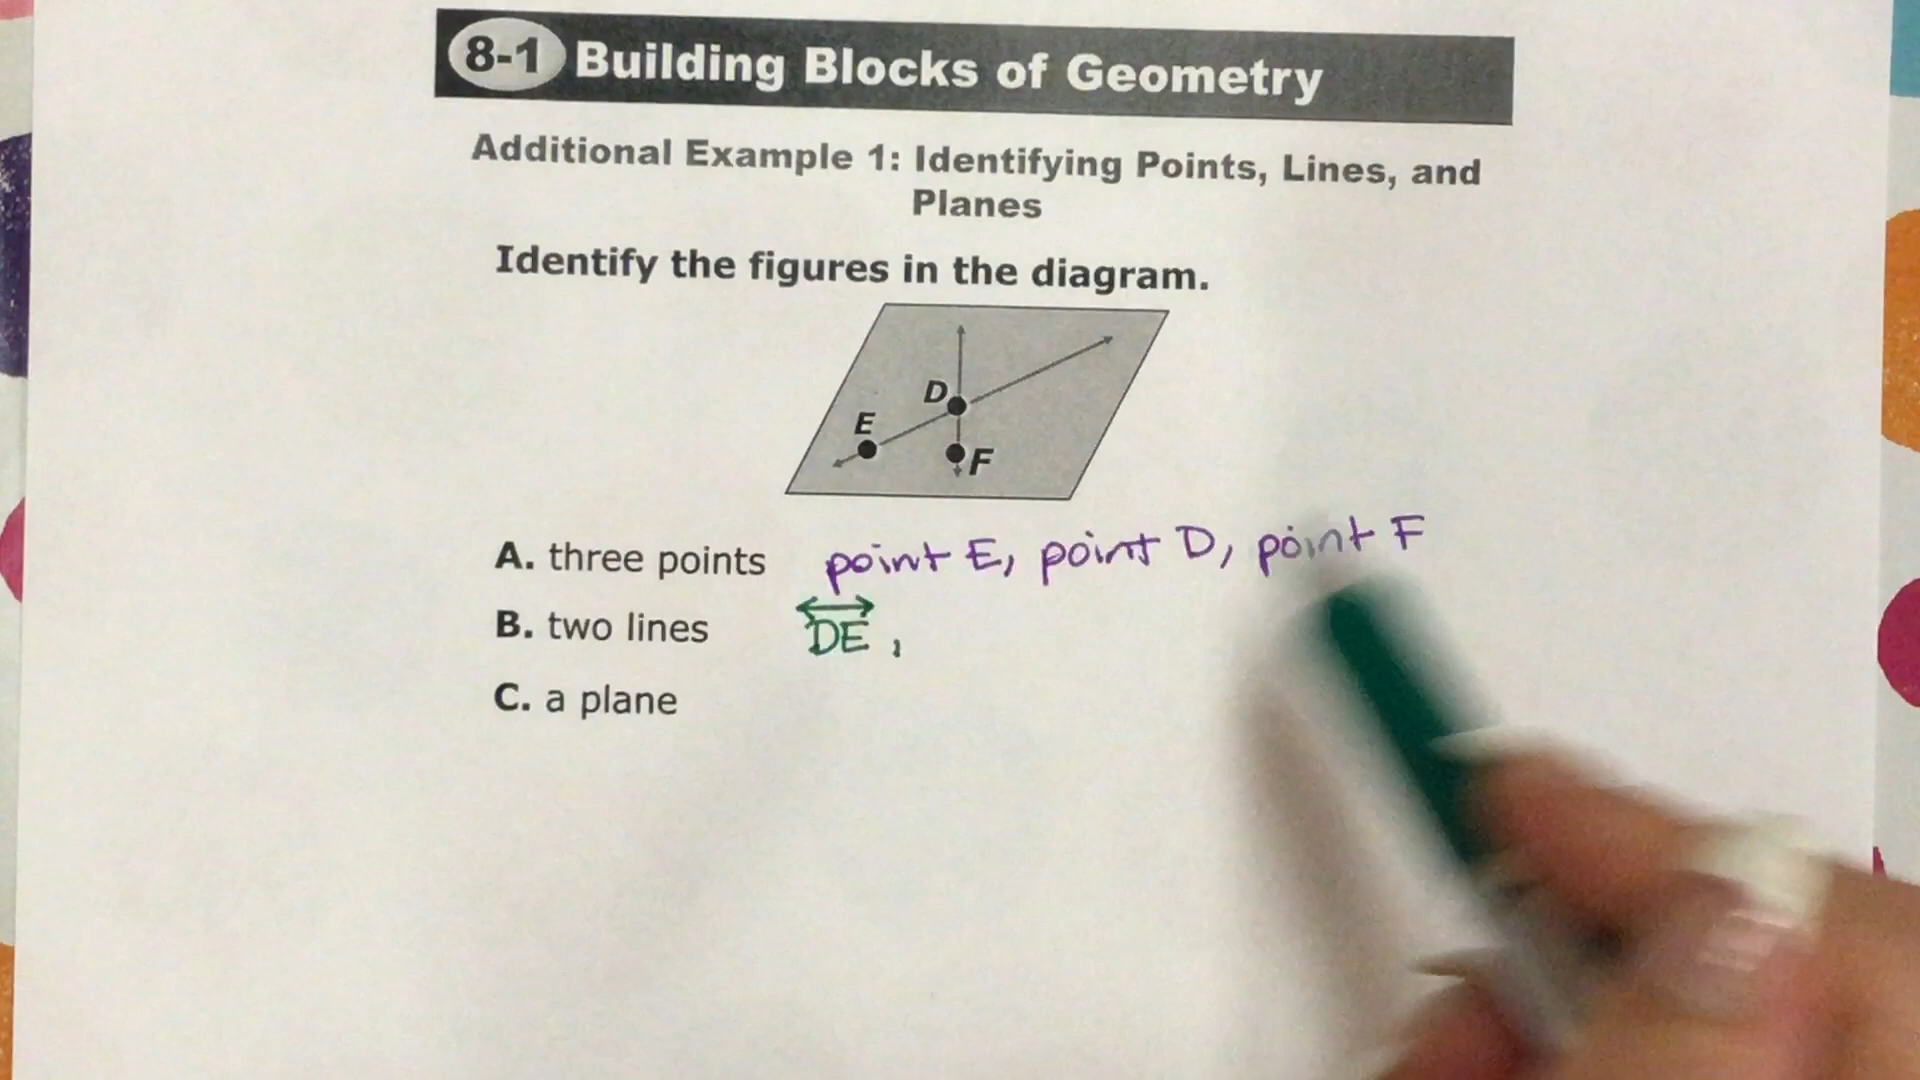 8-1 Building Blocks of Geometry
Additional Example 1: Identifying Points, Lines, and
Planes
Identify the figures in the diagram.
D
E
F
A. three points point E, point D, point F
B. two lines DE,
C. a plane